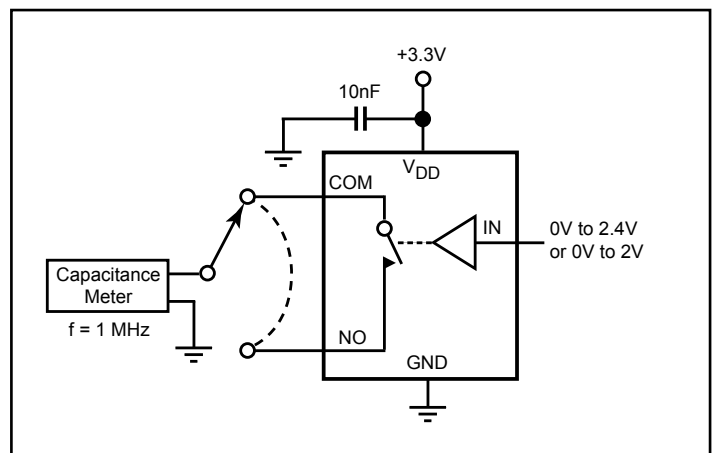 +3.3V
10nF
VDD
COM
IN
0V to 2.4V
or 0V to 2V
Capacitance
Meter
f = 1 MHz
NO
GND